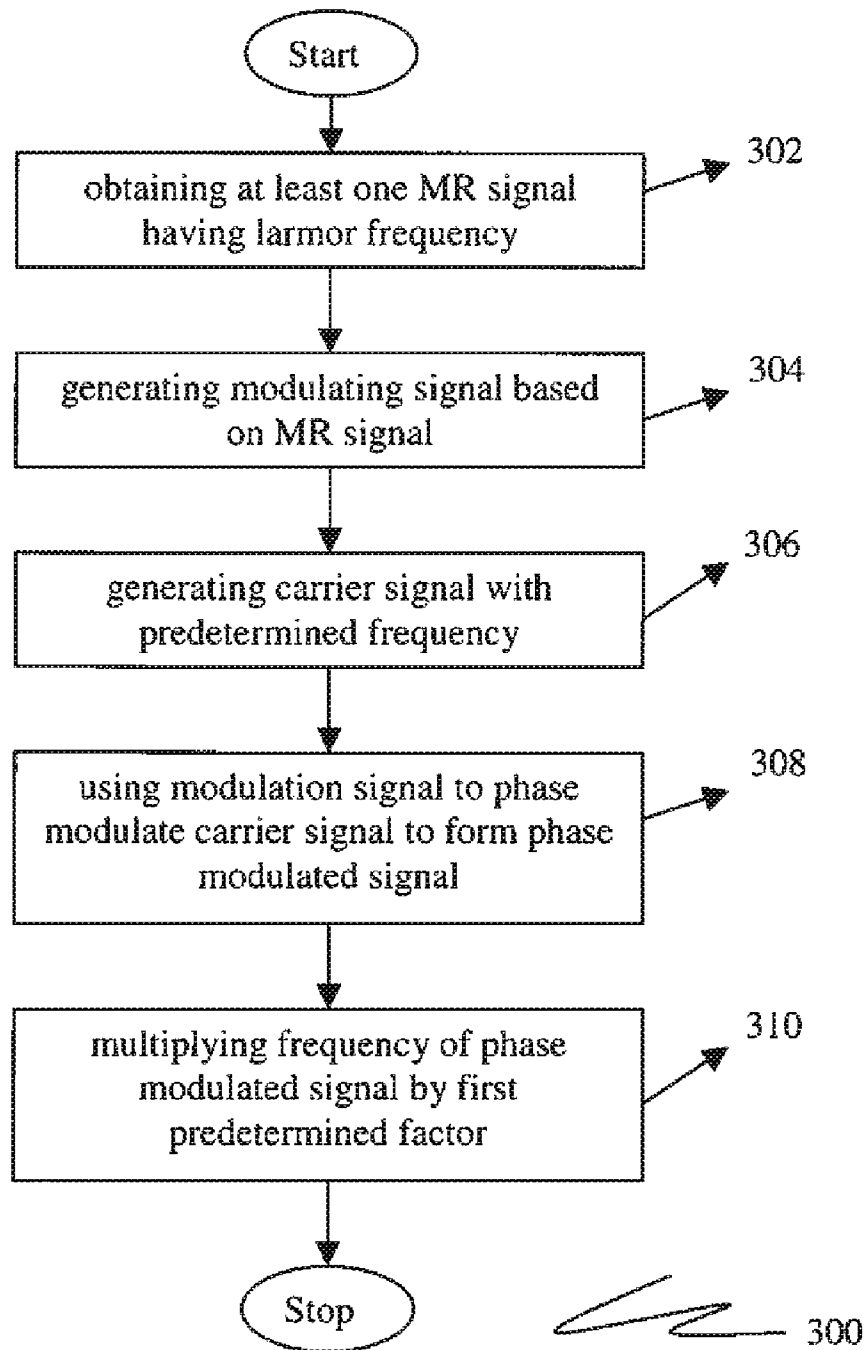 Start
302
obtaining at least one MR signal
having larmor frequency
304
generating modulating signal based
on MR signal
306
generating carrier signal with
predetermined frequency
308
using modulation signal to phase
modulate carrier signal to form phase
modulated signal
310
multiplying frequency of phase
modulated signal by first
predetermined factor
Stop
300